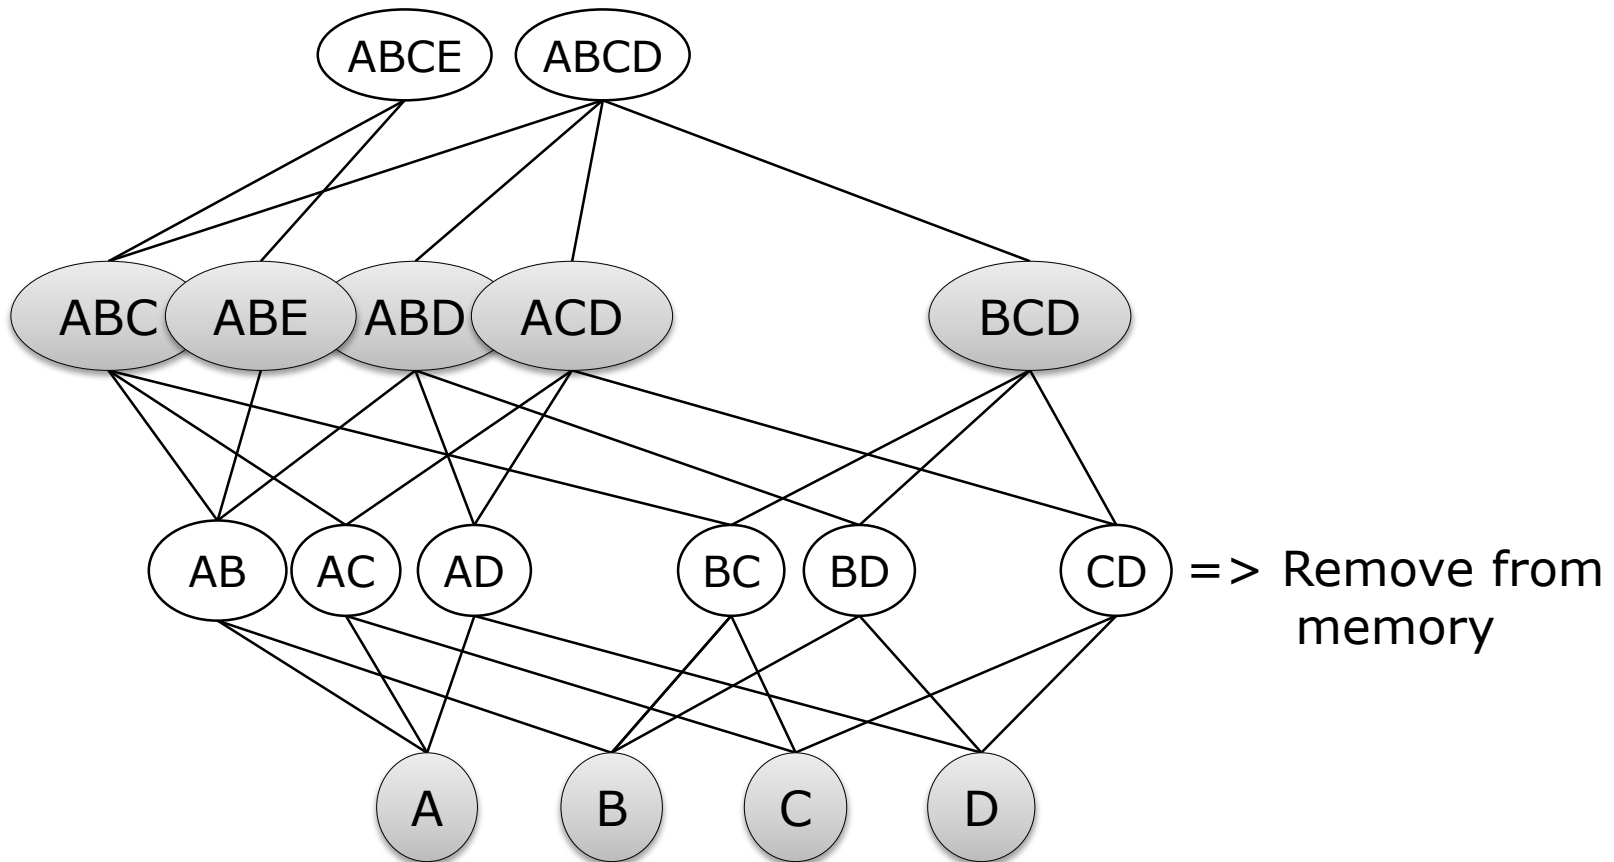 ABCE ABCD
ABC ABE ABD ACD BCD
AB AC AD BC BD CD => Remove from
memory
A B C D